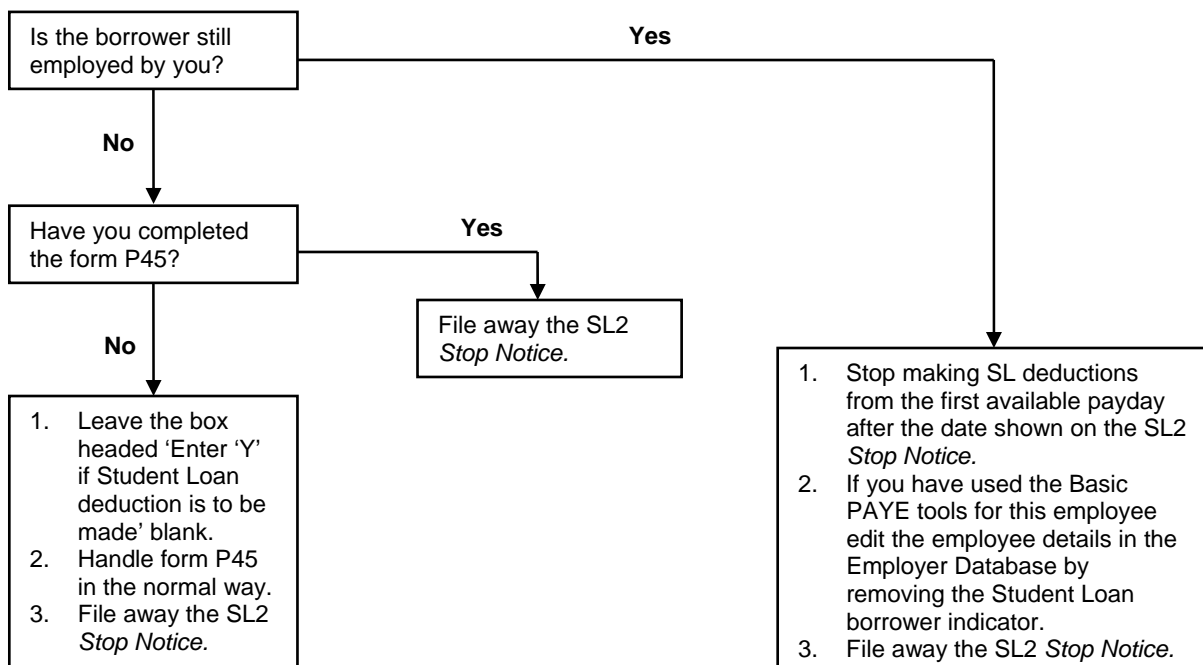 Is the borrower still
employed by you?
Yes
No
Have you completed
the form P45?
Yes
File away the SL2
Stop Notice.
No
1. Leave the box
headed ‘Enter ‘Y’
if Student Loan
deduction is to be
made’ blank.
2. Handle form P45
in the normal way.
3. File away the SL2
Stop Notice.
1. Stop making SL deductions
from the first available payday
after the date shown on the SL2
Stop Notice.
2. If you have used the Basic
PAYE tools for this employee
edit the employee details in the
Employer Database by
removing the Student Loan
borrower indicator.
3. File away the SL2 Stop Notice.